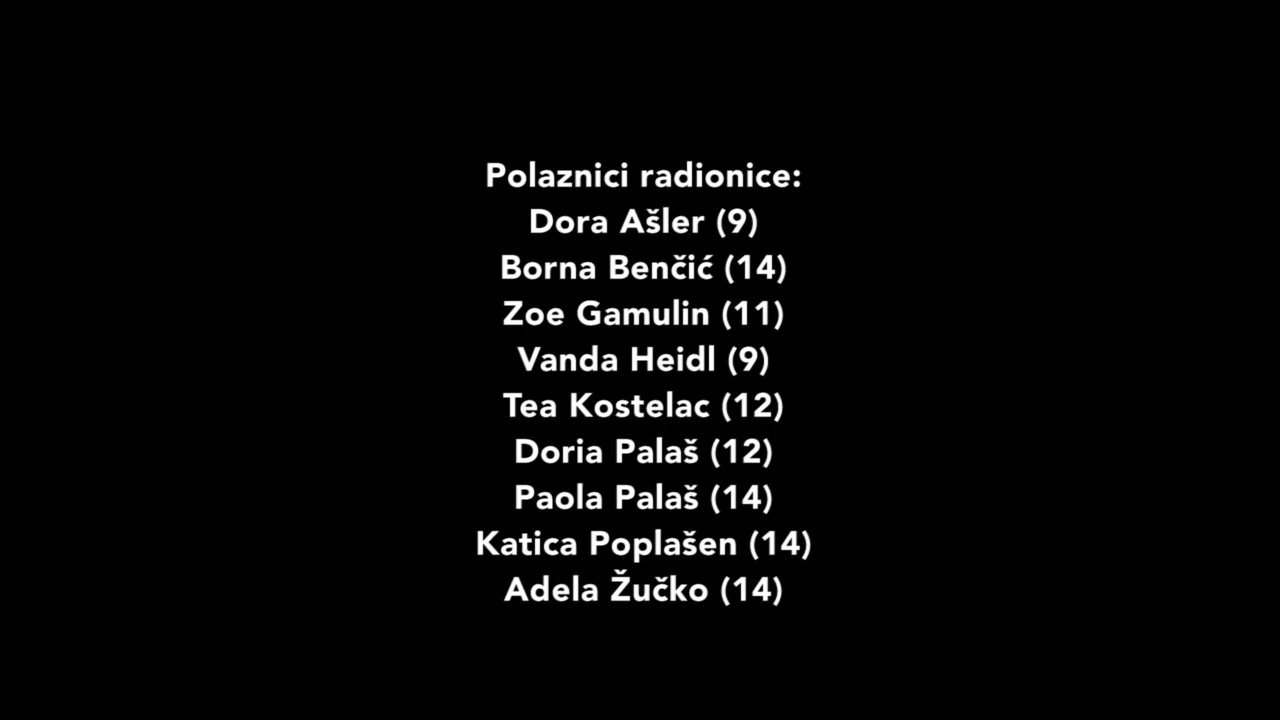 Polaznici radionice:
Dora Ašler (9)
Borna Benčić (14)
Zoe Gamulin (11)
Vanda Heidl (9)
Tea Kostelac (12)
Doria Palaš (12)
Paola Palaš (14)
Katica Poplašen (14)
Adela Žučko (14)